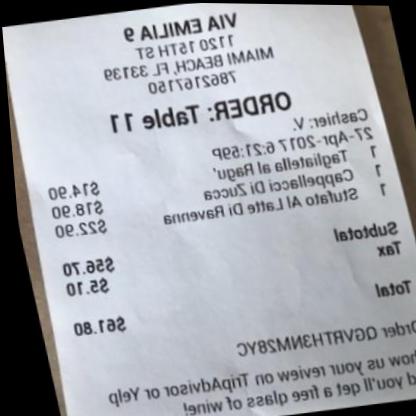 VIA EMILIA 9
1120 15TH ST
MIAMI BEACH, FL 33139
7862167150
ORDER: Table 11
Cashier: V.
27-Apr-2017 6:21:59P
1 Tagliatella al Ragu' $14.90
1 Cappellacci Di Zucca $18.90
1 Stufato Al Latte Di Ravenna $22.90
Subtotal $56.70
Tax $5.10
Total $61.80
Order QGVRTH3NMM28YC
how us your review on TripAdvisor or Yelp
d you'll get a free glass of wine!